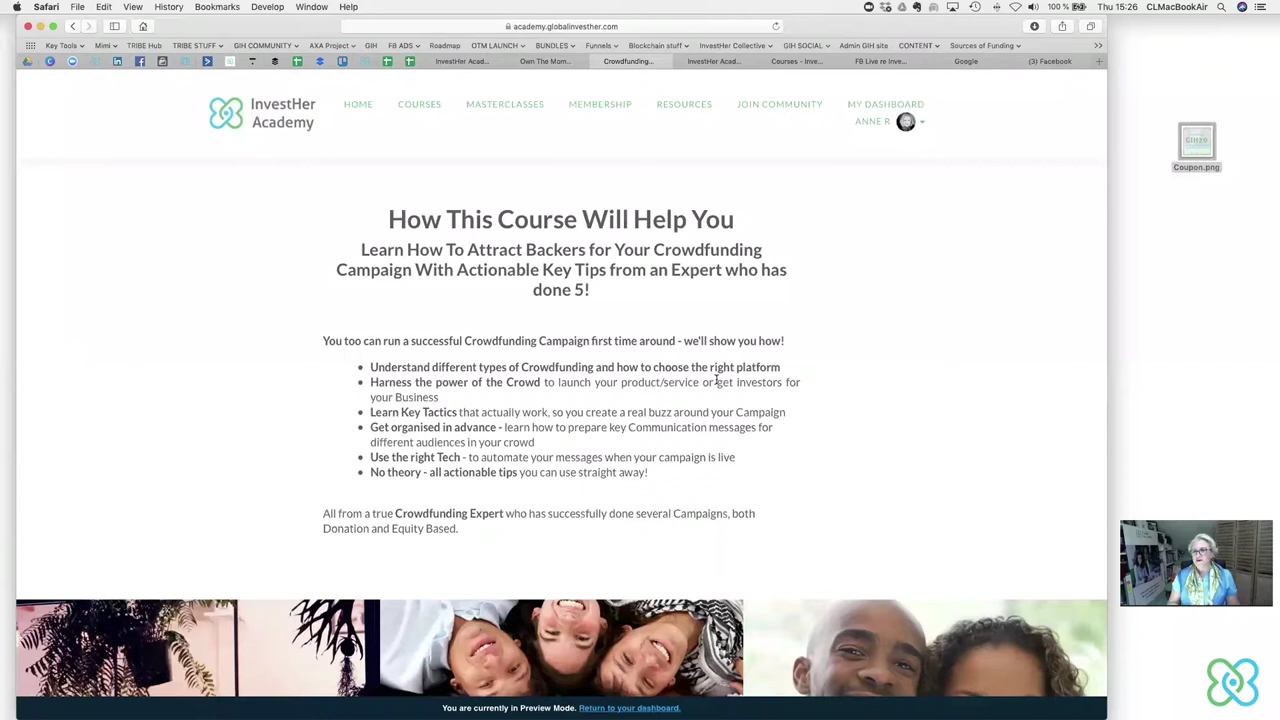 Safari File Edit View History Bookmarks Develop Window Help
100 % Thu 15:26 CLMacBookAir
academy.globalinvesther.com
Key Tools Mimi TRIBE Hub TRIBE STUFF GIH COMMUNITY AXA Project GIH FB ADS Roadmap OTM LAUNCH BUNDLES Funnels Blockchain stuff InvestHer Collective GIH SOCIAL Admin GIH site CONTENT Sources of Funding
InvestHer Acad... Own The Mom... Crowdfunding... InvestHer Acad... Courses - Inve... FB Live re Inve... Google (3) Facebook
InvestHer
Academy
HOME COURSES MASTERCLASSES MEMBERSHIP RESOURCES JOIN COMMUNITY MY DASHBOARD
ANNE R
Coupon.png
How This Course Will Help You
Learn How To Attract Backers for Your Crowdfunding
Campaign With Actionable Key Tips from an Expert who has
done 5!
You too can run a successful Crowdfunding Campaign first time around - we'll show you how!
• Understand different types of Crowdfunding and how to choose the right platform
• Harness the power of the Crowd to launch your product/service or get investors for
your Business
• Learn Key Tactics that actually work, so you create a real buzz around your Campaign
• Get organised in advance - learn how to prepare key Communication messages for
different audiences in your crowd
• Use the right Tech - to automate your messages when your campaign is live
• No theory - all actionable tips you can use straight away!
All from a true Crowdfunding Expert who has successfully done several Campaigns, both
Donation and Equity Based.
You are currently in Preview Mode. Return to your dashboard.